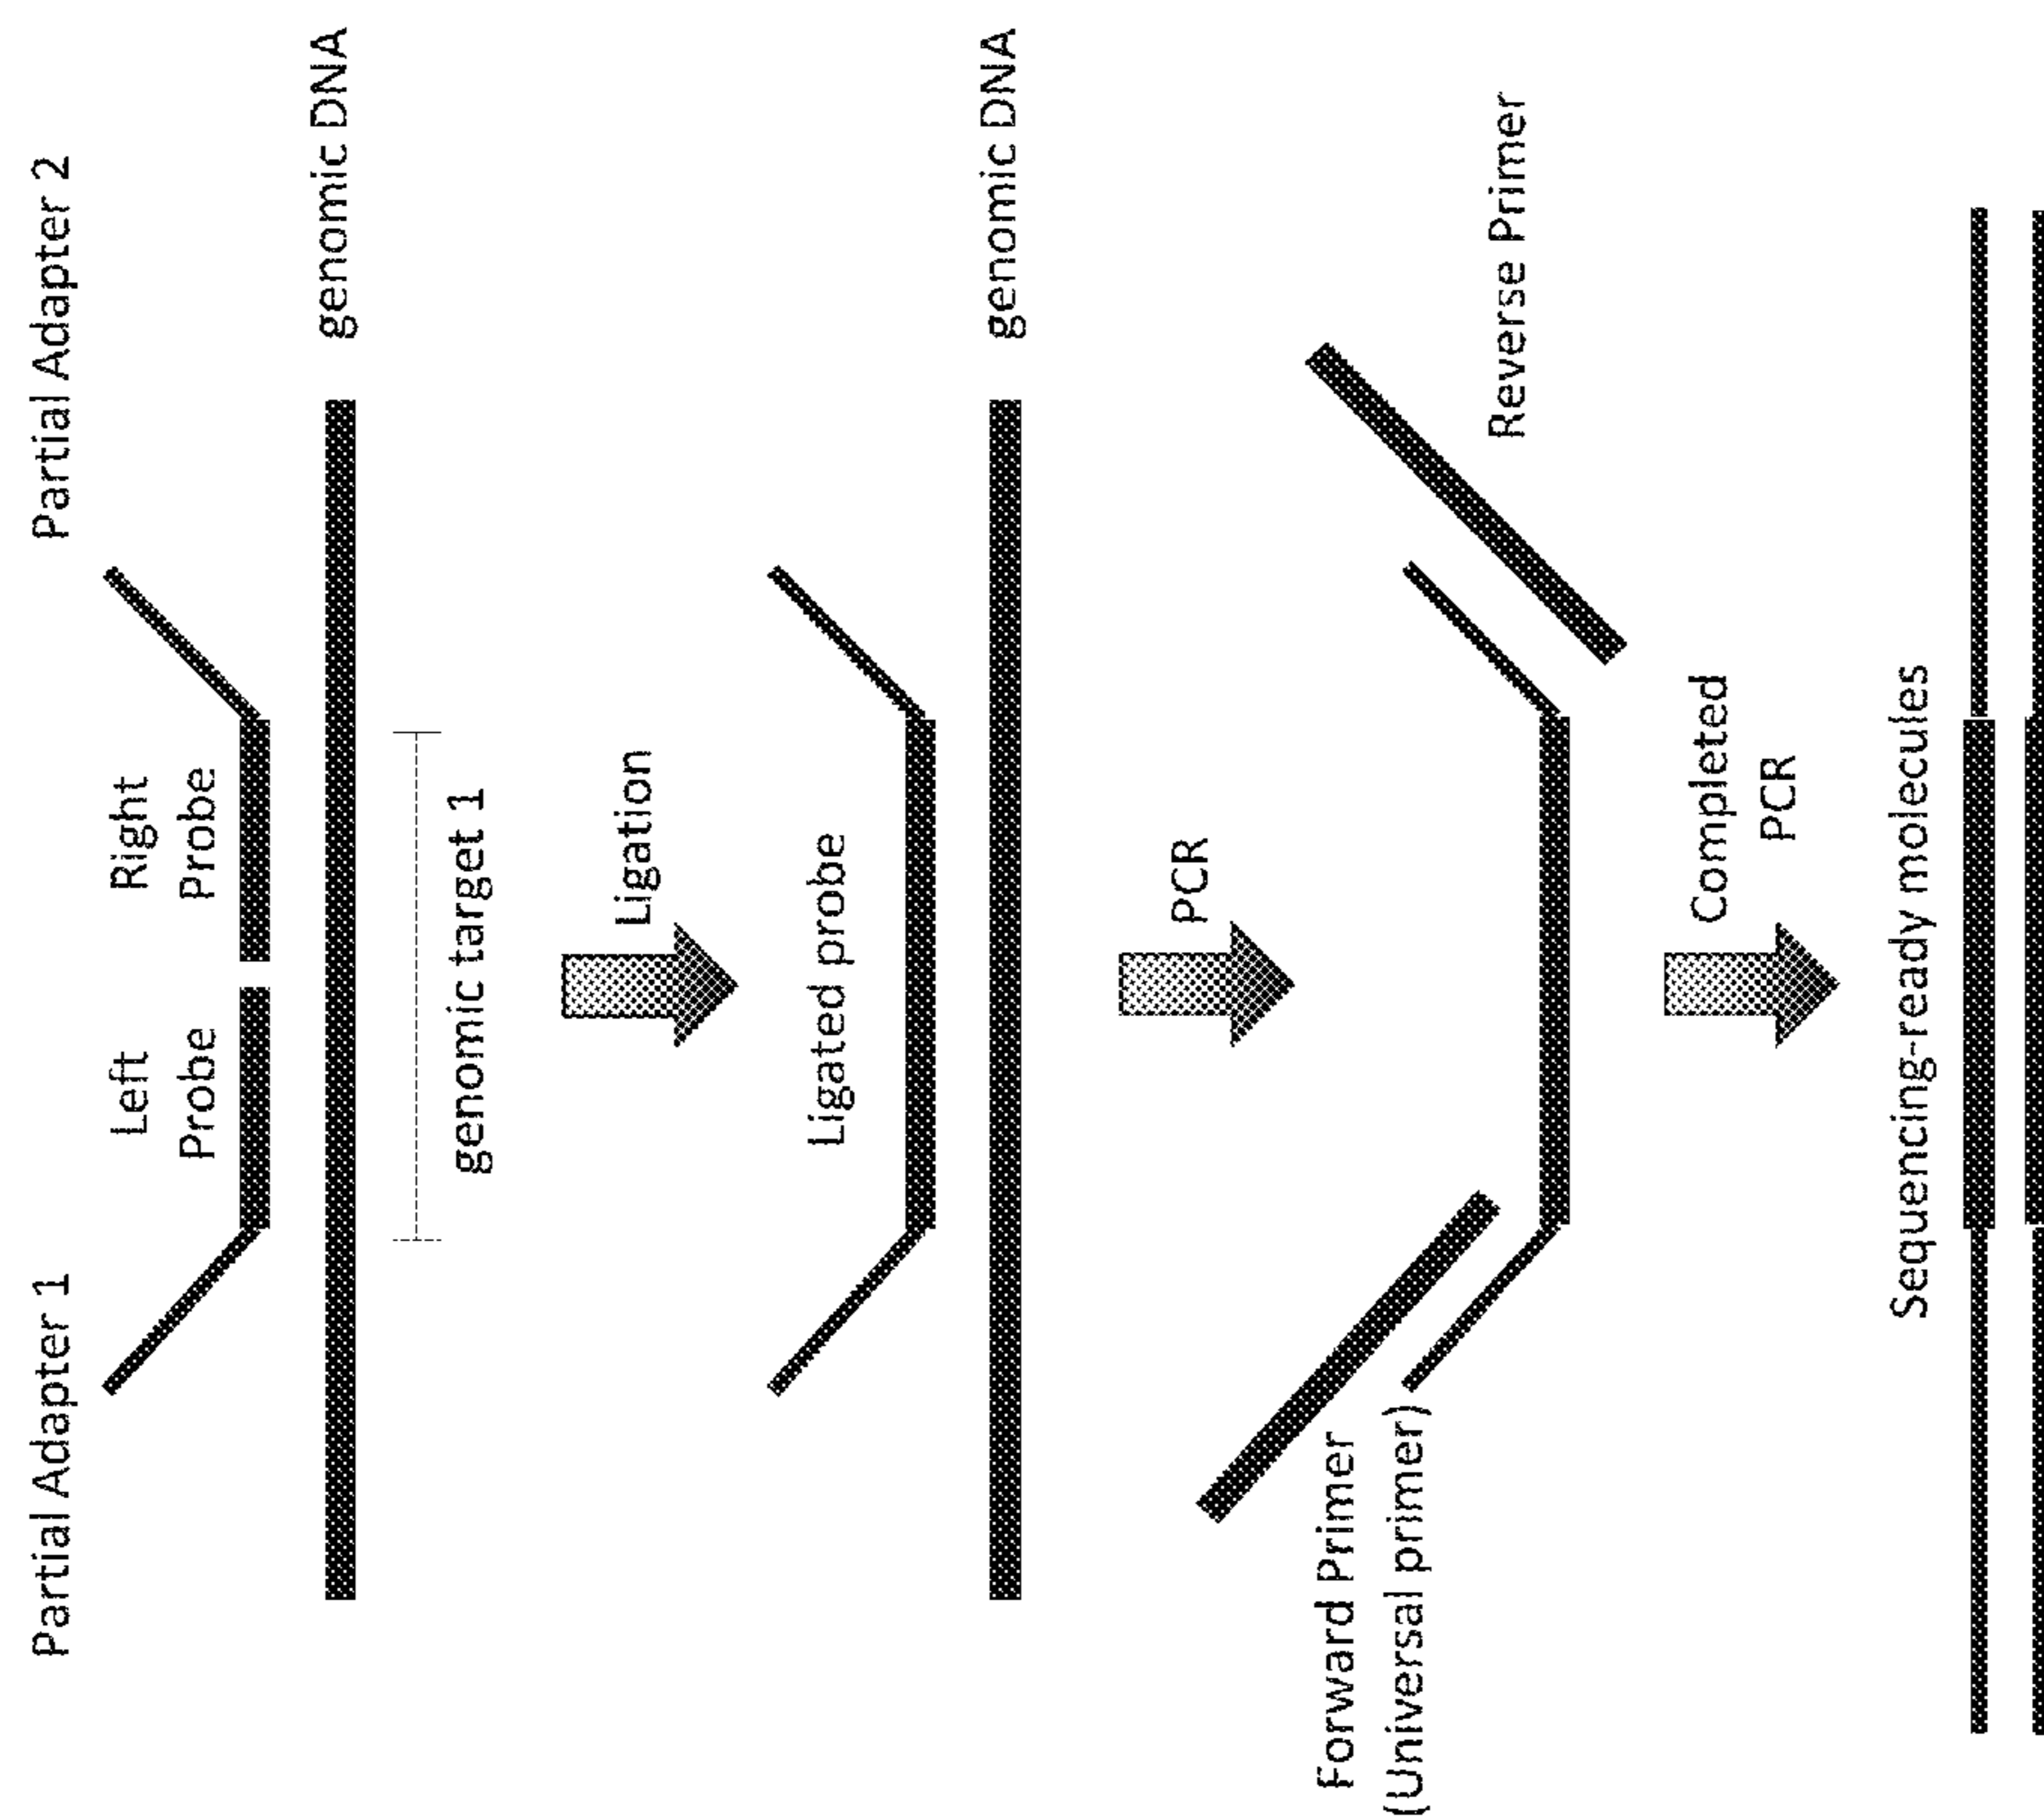 Partial Adapter 1
Partial Adapter 2
Left
Probe
Right
Probe
genomic DNA
genomic target 1
Ligation
Ligated probe
genomic DNA
PCR
Forward Primer
(Universal primer)
Reverse Primer
Completed
PCR
Sequencing-ready molecules